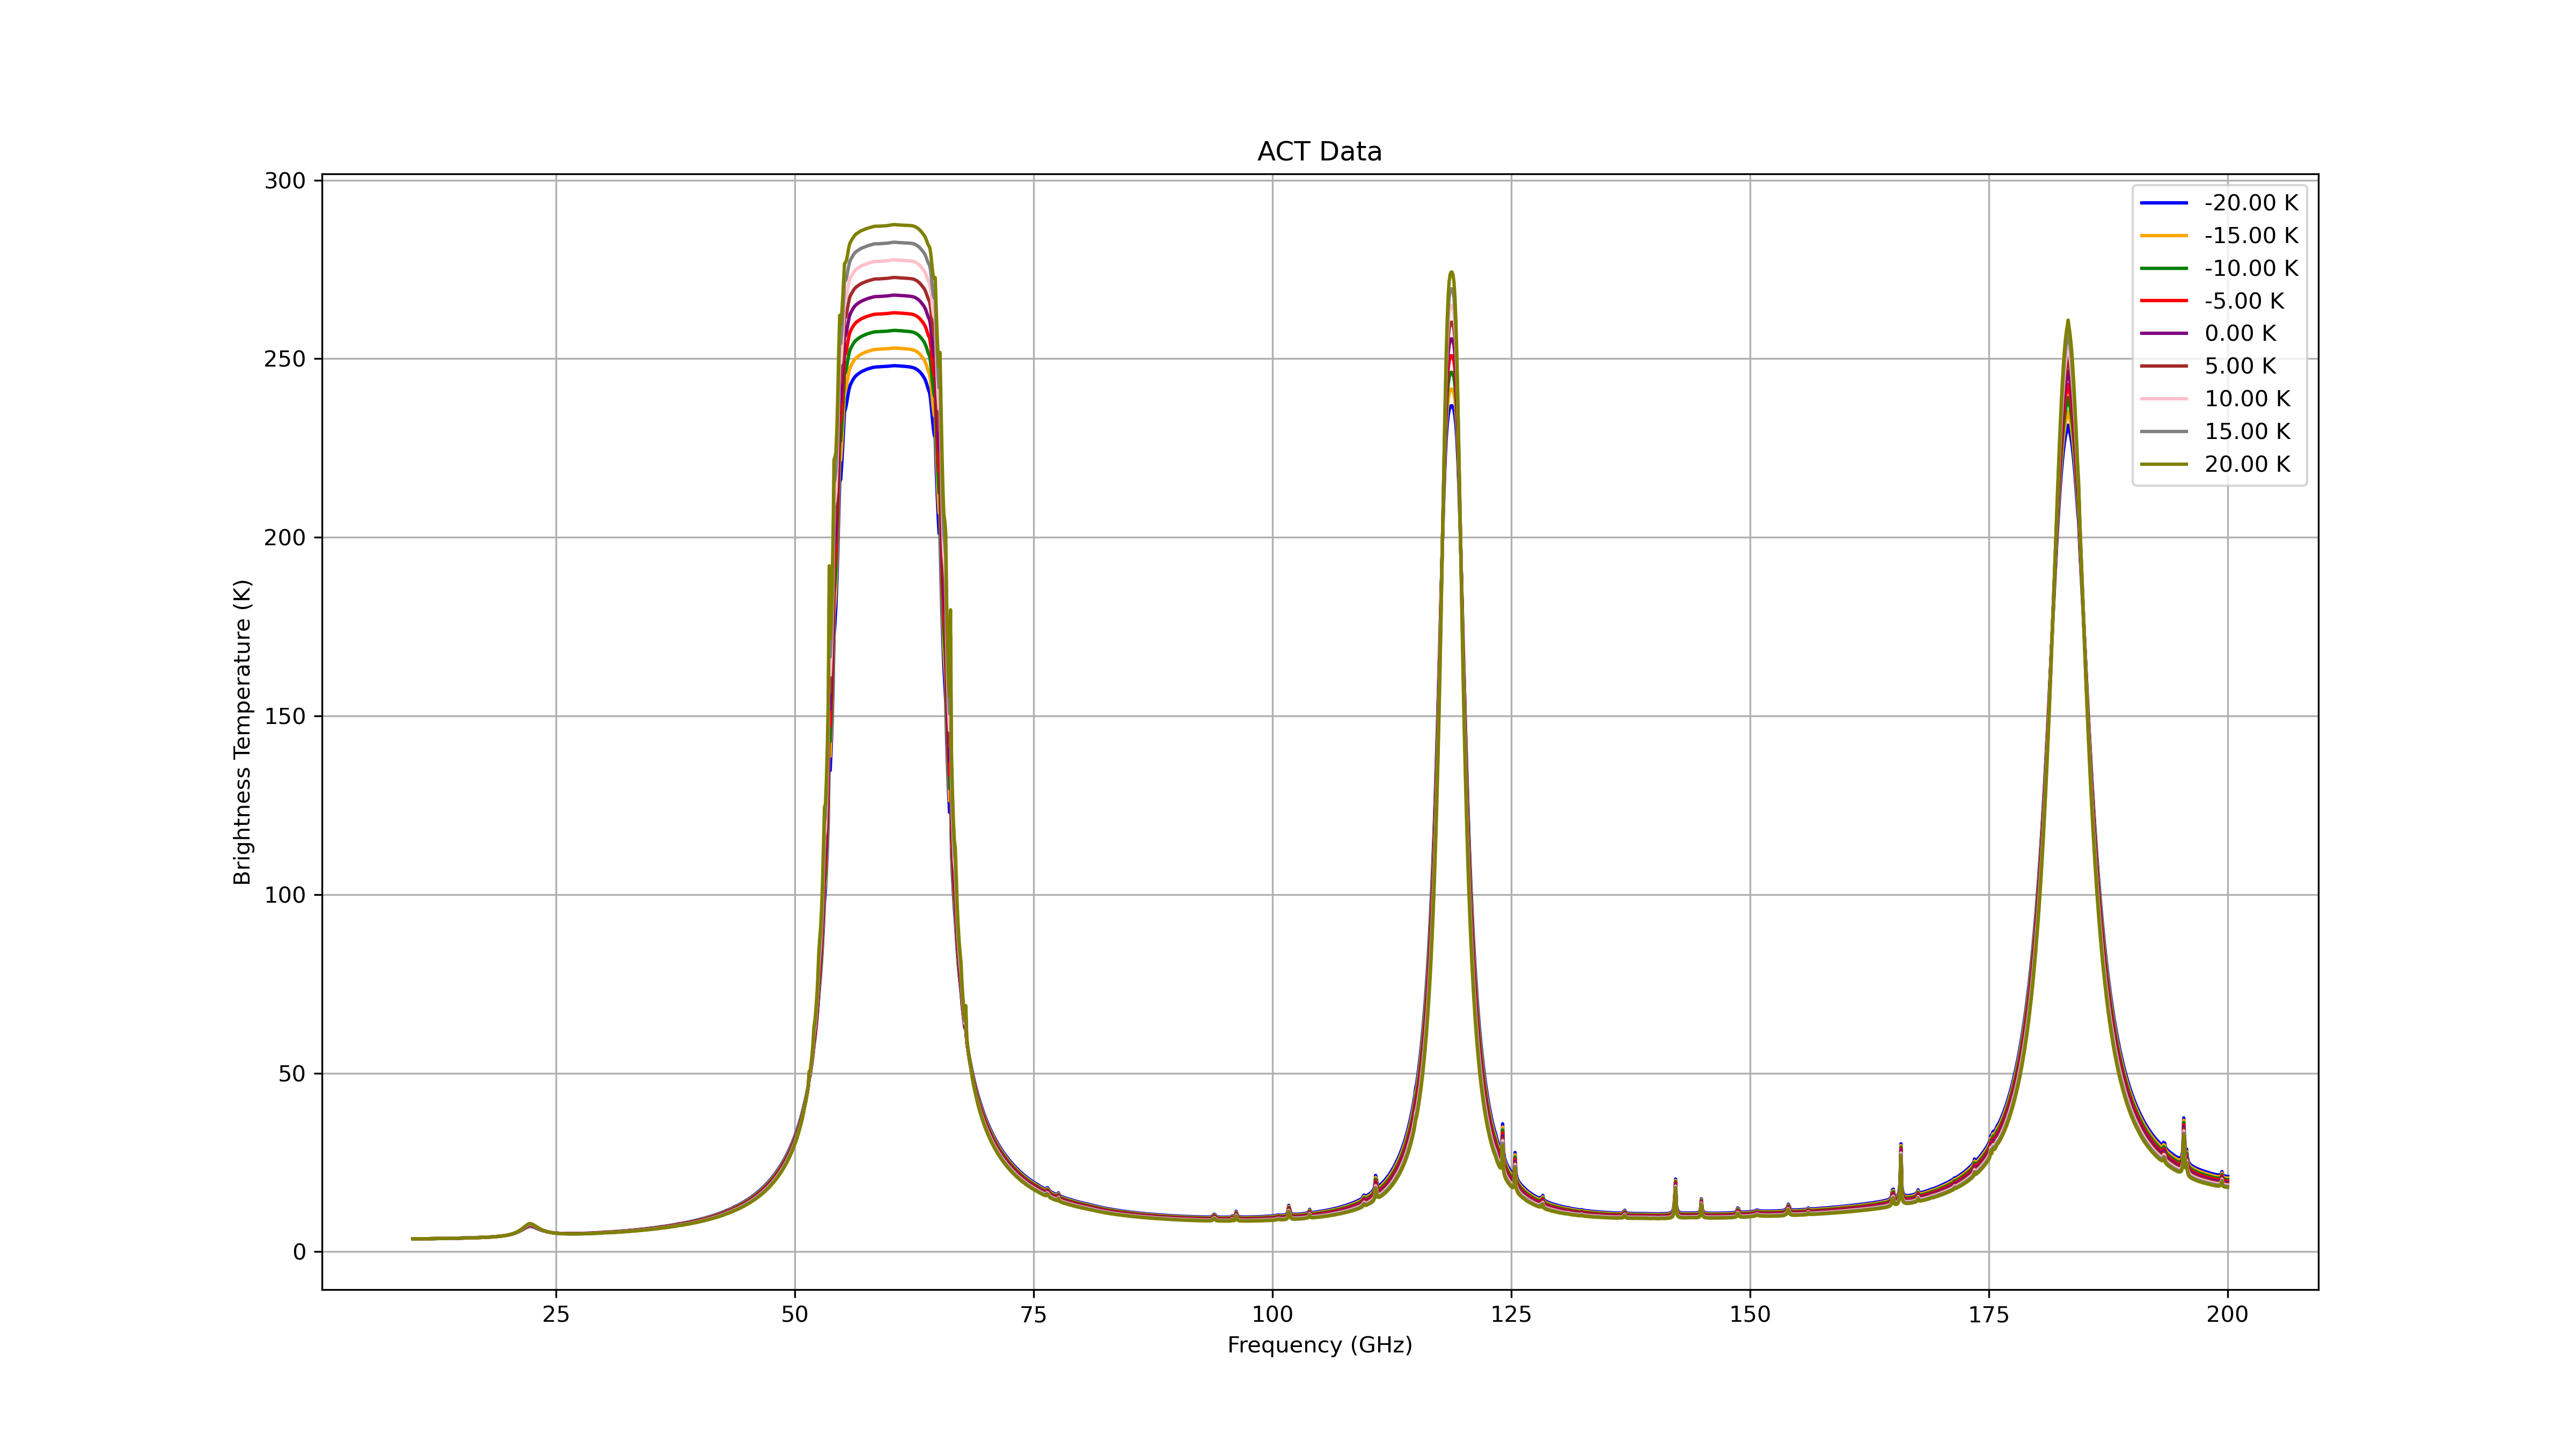 ACT Data
300
250
200
150
100
50
0
Brightness Temperature (K)
25 50 75 100 125 150 175 200
Frequency (GHz)
-20.00 K
-15.00 K
-10.00 K
-5.00 K
0.00 K
5.00 K
10.00 K
15.00 K
20.00 K